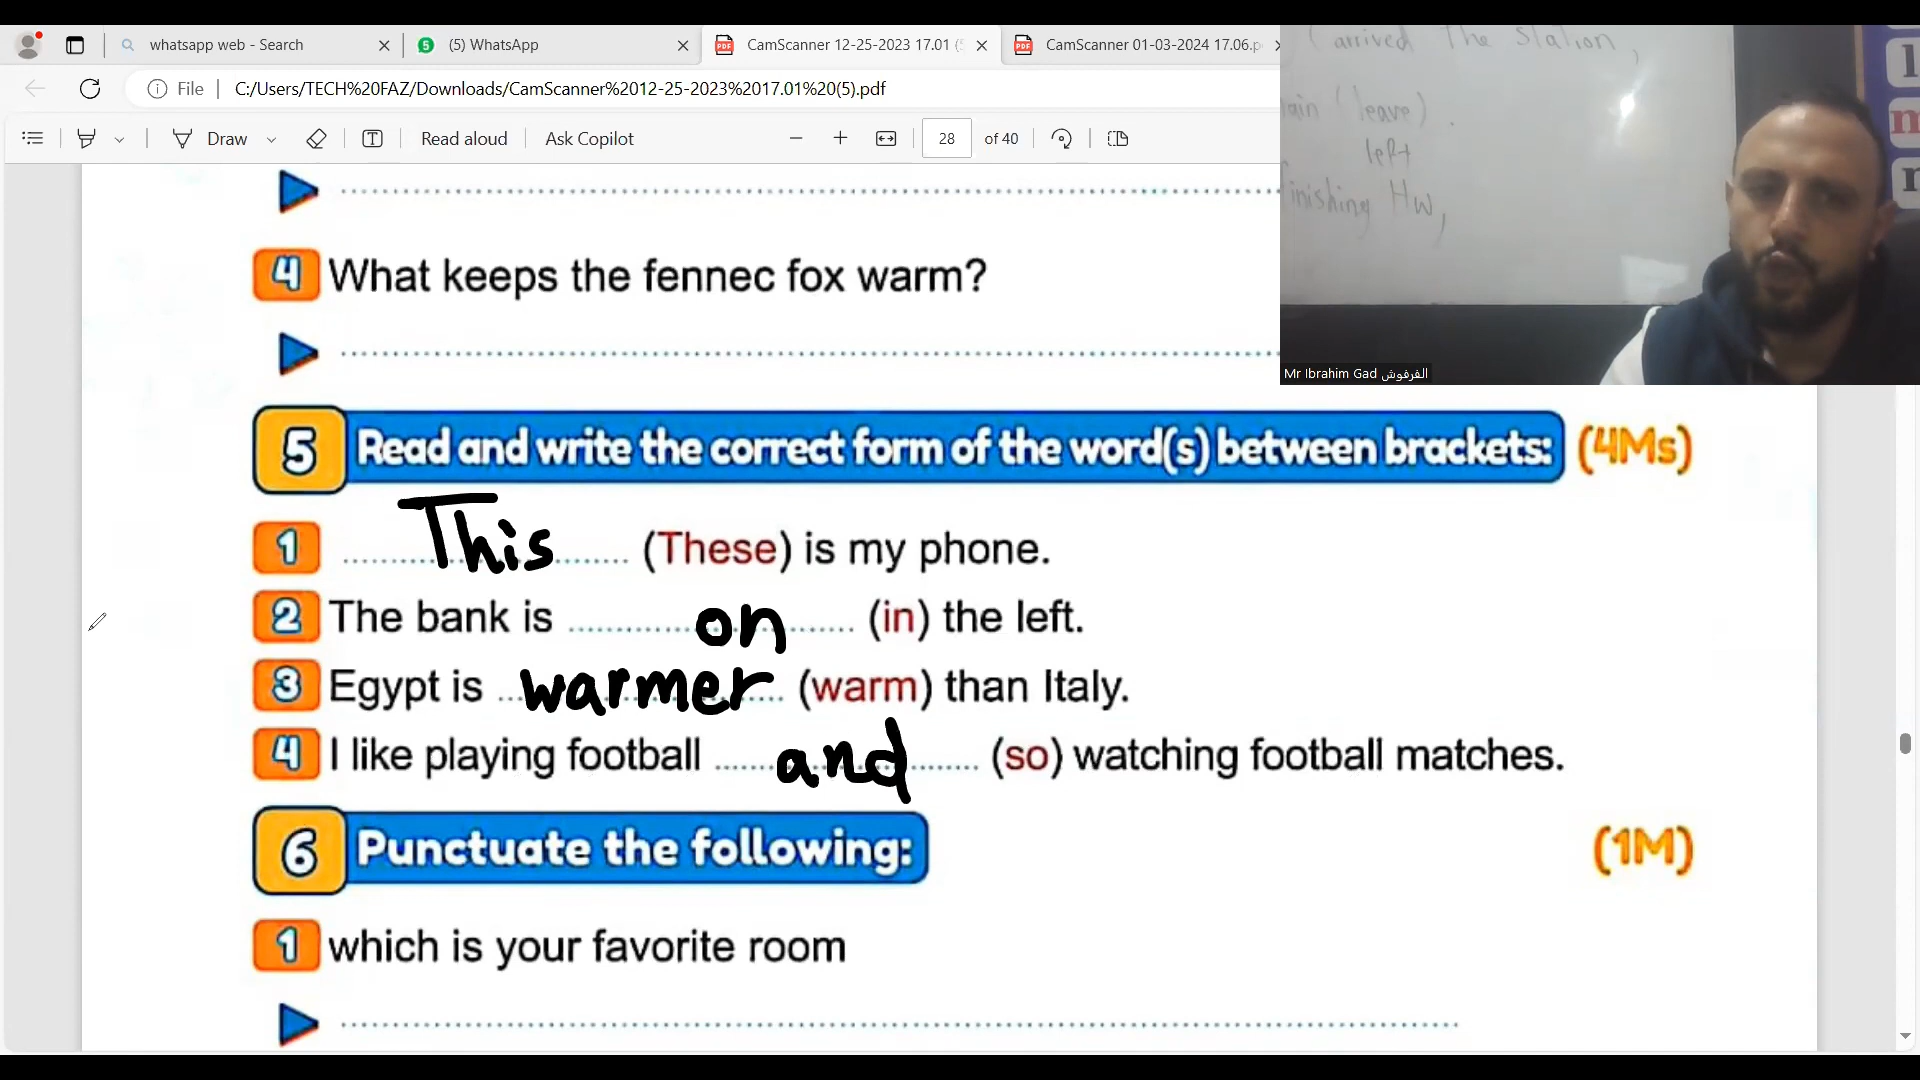 whatsapp web - Search
(5) WhatsApp
CamScanner 12-25-2023 17.01 (5
CamScanner 01-03-2024 17.06.p
File
C:/Users/TECH%20FAZ/Downloads/CamScanner%2012-25-2023%2017.01%20(5).pdf
Draw
Read aloud
Ask Copilot
28 of 40
arrived the station,
ain (leave).
left
inishing Hw,
Mr Ibrahim Gad الفرفوش
4 What keeps the fennec fox warm?
5 Read and write the correct form of the word(s) between brackets: (4Ms)
1 This (These) is my phone.
2 The bank is on (in) the left.
3 Egypt is warmer (warm) than Italy.
4 I like playing football and (so) watching football matches.
6 Punctuate the following: (1M)
1 which is your favorite room